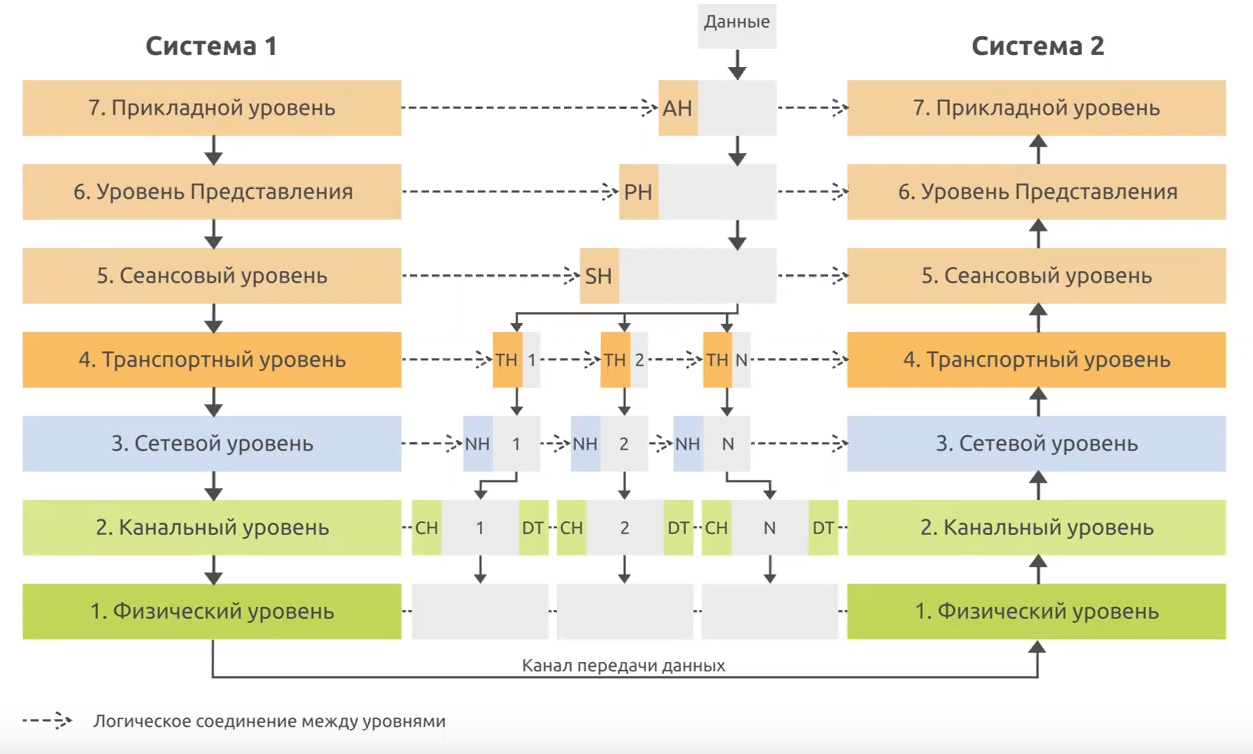 Данные
Система 1
Система 2
7. Прикладной уровень
AH
7. Прикладной уровень
6. Уровень Представления
PH
6. Уровень Представления
5. Сеансовый уровень
SH
5. Сеансовый уровень
4. Транспортный уровень
TH 1
TH 2
TH N
4. Транспортный уровень
3. Сетевой уровень
NH 1
NH 2
NH N
3. Сетевой уровень
2. Канальный уровень
CH 1 DT
CH 2 DT
CH N DT
2. Канальный уровень
1. Физический уровень
1. Физический уровень
Канал передачи данных
Логическое соединение между уровнями